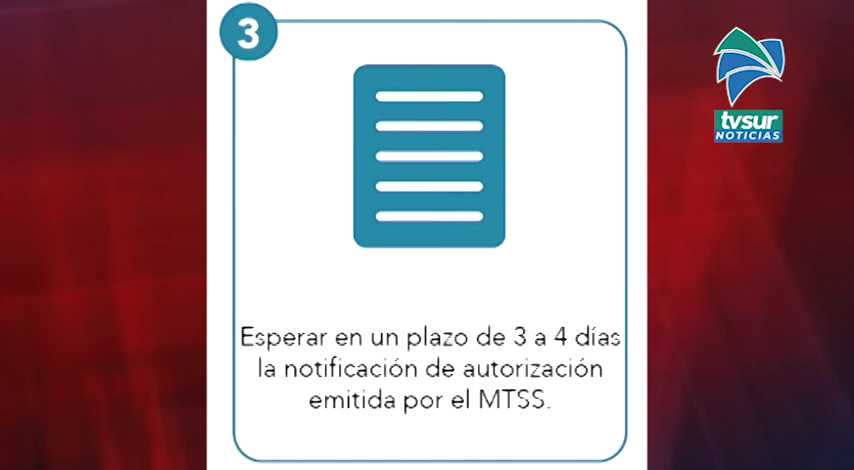 3
tvsur
NOTICIAS
Esperar en un plazo de 3 a 4 días
la notificación de autorización
emitida por el MTSS.